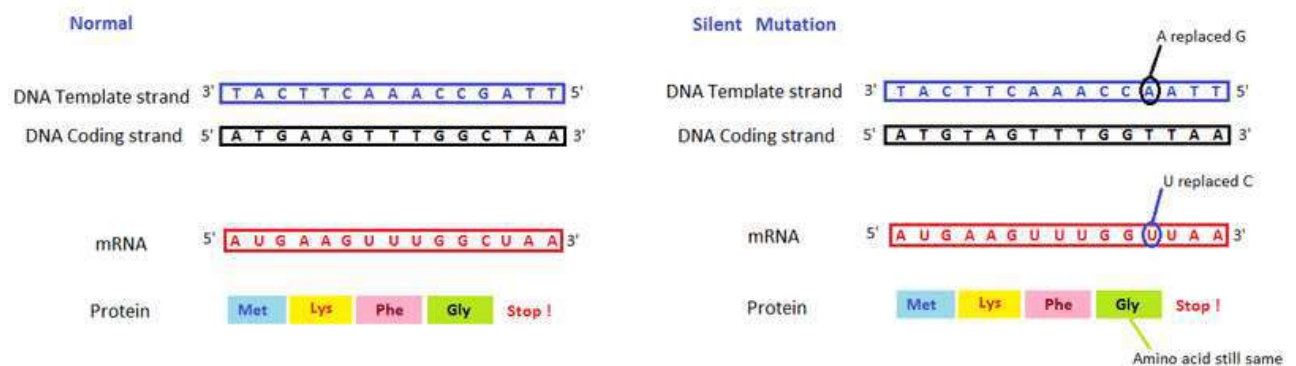 Normal
DNA Template strand 3' T A C T T C A A A C C G A T T 5'
DNA Coding strand 5' A T G A A G T T T G G C T A A 3'
mRNA 5' A U G A A G U U U G G C U A A 3'
Protein Met Lys Phe Gly Stop !
Silent Mutation
A replaced G
DNA Template strand 3' T A C T T C A A A C C A A T T 5'
DNA Coding strand 5' A T G T A G T T T G G T T A A 3'
U replaced C
mRNA 5' A U G A A G U U U G G U U A A 3'
Protein Met Lys Phe Gly Stop !
Amino acid still same